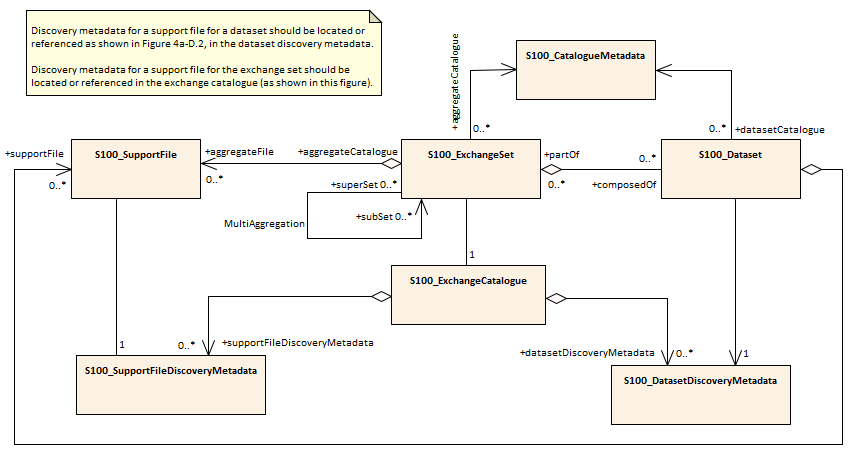 Discovery metadata for a support file for a dataset should be located or
referenced as shown in Figure 4a-D.2, in the dataset discovery metadata.
Discovery metadata for a support file for the exchange set should be
located or referenced in the exchange catalogue (as shown in this figure).
+aggregateCatalogue
S100_CatalogueMetadata
0..*
0..*
+datasetCatalogue
+supportFile
0..*
S100_SupportFile
+aggregateFile
0..*
+aggregateCatalogue
S100_ExchangeSet
+partOf
0..*
0..*
+composedOf
S100_Dataset
+superSet 0..*
+subSet 0..*
MultiAggregation
1
S100_ExchangeCatalogue
1
0..*
+supportFileDiscoveryMetadata
+datasetDiscoveryMetadata
0..*
1
S100_SupportFileDiscoveryMetadata
S100_DatasetDiscoveryMetadata